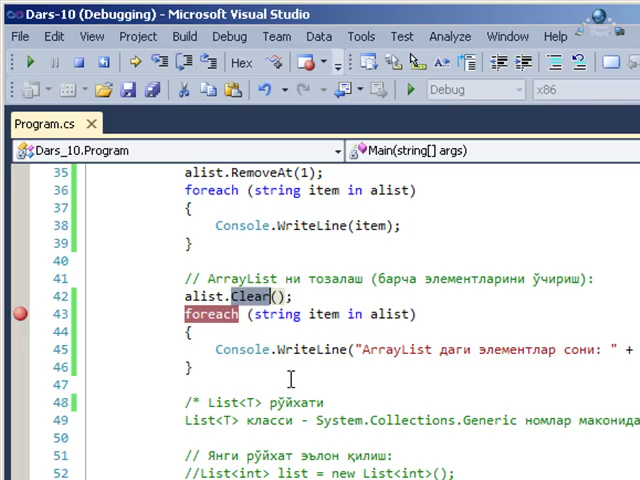 Dars-10 (Debugging) - Microsoft Visual Studio
File Edit View Project Build Debug Team Data Tools Test Analyze Window Help
Hex
Debug x86
Program.cs
Dars_10.Program Main(string[] args)
35 alist.RemoveAt(1);
36 foreach (string item in alist)
37 {
38 Console.WriteLine(item);
39 }
40
41 // ArrayList ни тозалаш (барча элементларини ўчириш):
42 alist.Clear();
43 foreach (string item in alist)
44 {
45 Console.WriteLine("ArrayList даги элементлар сони: " +
46 }
47
48 /* List<T> рўйхати
49 List<T> класси - System.Collections.Generic номлар маконида
50
51 // Янги рўйхат эълон қилиш:
52 //List<int> list = new List<int>();